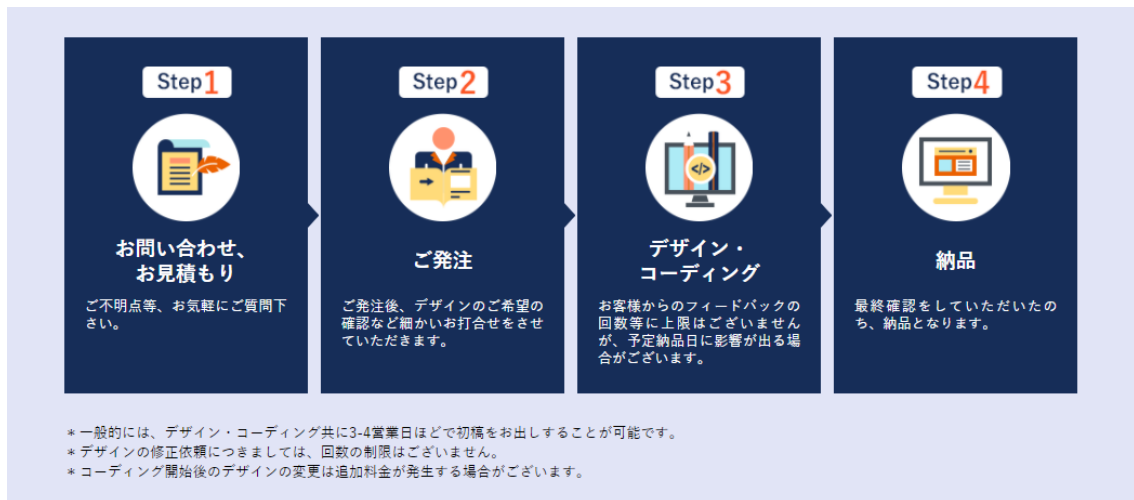 Step1
お問い合わせ、
お見積もり
ご不明点等、お気軽にご質問下
さい。
Step2
ご発注
ご発注後、デザインのご希望の
確認など細かいお打合せをさせ
ていただきます。
Step3
</>
デザイン・
コーディング
お客様からのフィードバックの
回数等に上限はございません
が、予定納品日に影響が出る場
合がございます。
Step4
納品
最終確認をしていただいたの
ち、納品となります。
＊一般的には、デザイン・コーディング共に3-4営業日ほどで初稿をお出しすることが可能です。
＊デザインの修正依頼につきましては、回数の制限はございません。
＊コーディング開始後のデザインの変更は追加料金が発生する場合がございます。